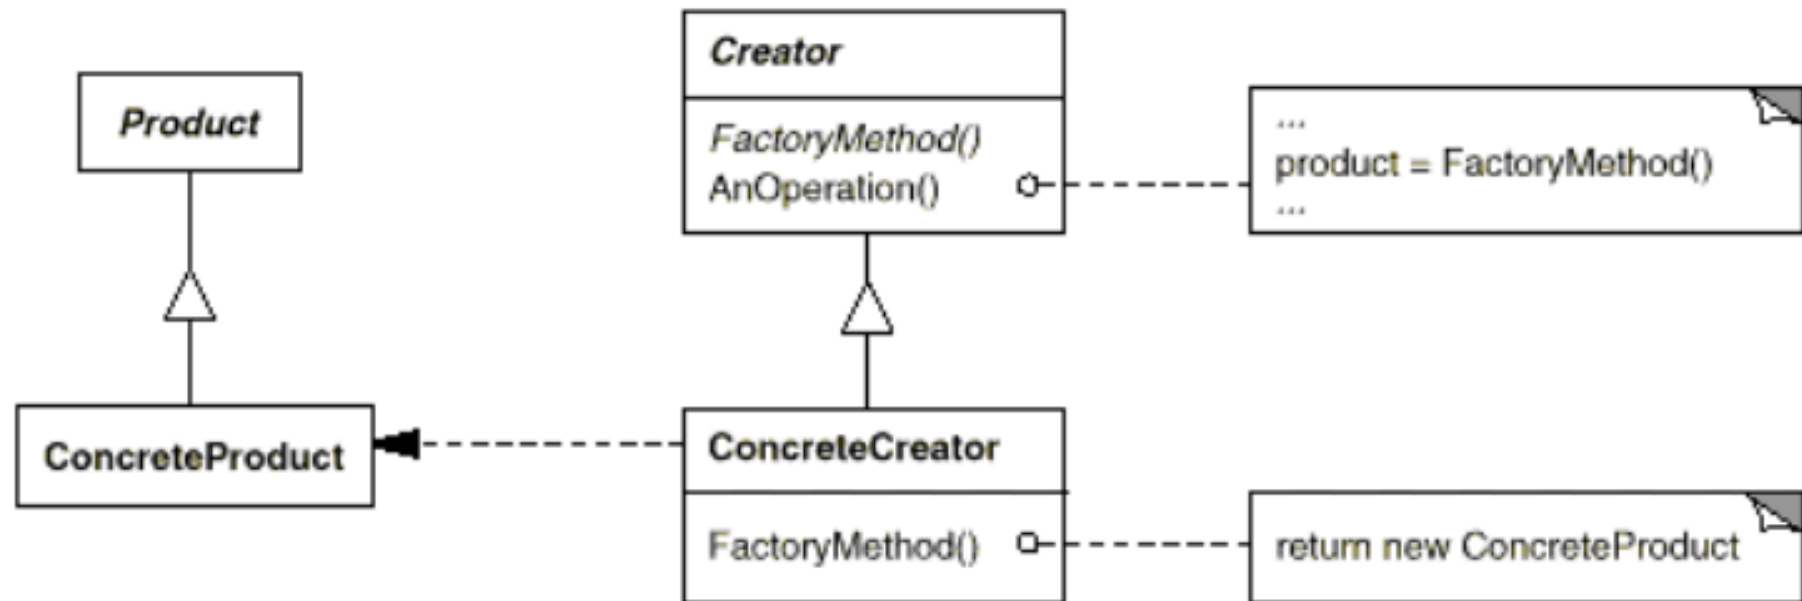 Product
ConcreteProduct
Creator
FactoryMethod()
AnOperation()
...
product = FactoryMethod()
...
ConcreteCreator
FactoryMethod()
return new ConcreteProduct